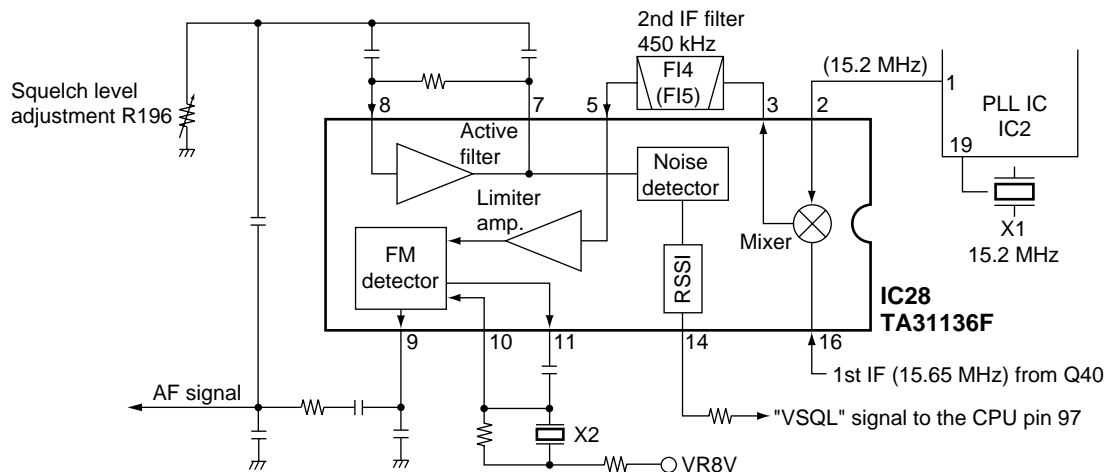 2nd IF filter
450 kHz
FI4
(FI5)
(15.2 MHz)
1
PLL IC
IC2
19
X1
15.2 MHz
Squelch level
adjustment R196
8
7
5
3
2
Active
filter
Noise
detector
Limiter
amp.
Mixer
FM
detector
RSSI
IC28
TA31136F
9
10
11
14
16
1st IF (15.65 MHz) from Q40
AF signal
"VSQL" signal to the CPU pin 97
X2
VR8V